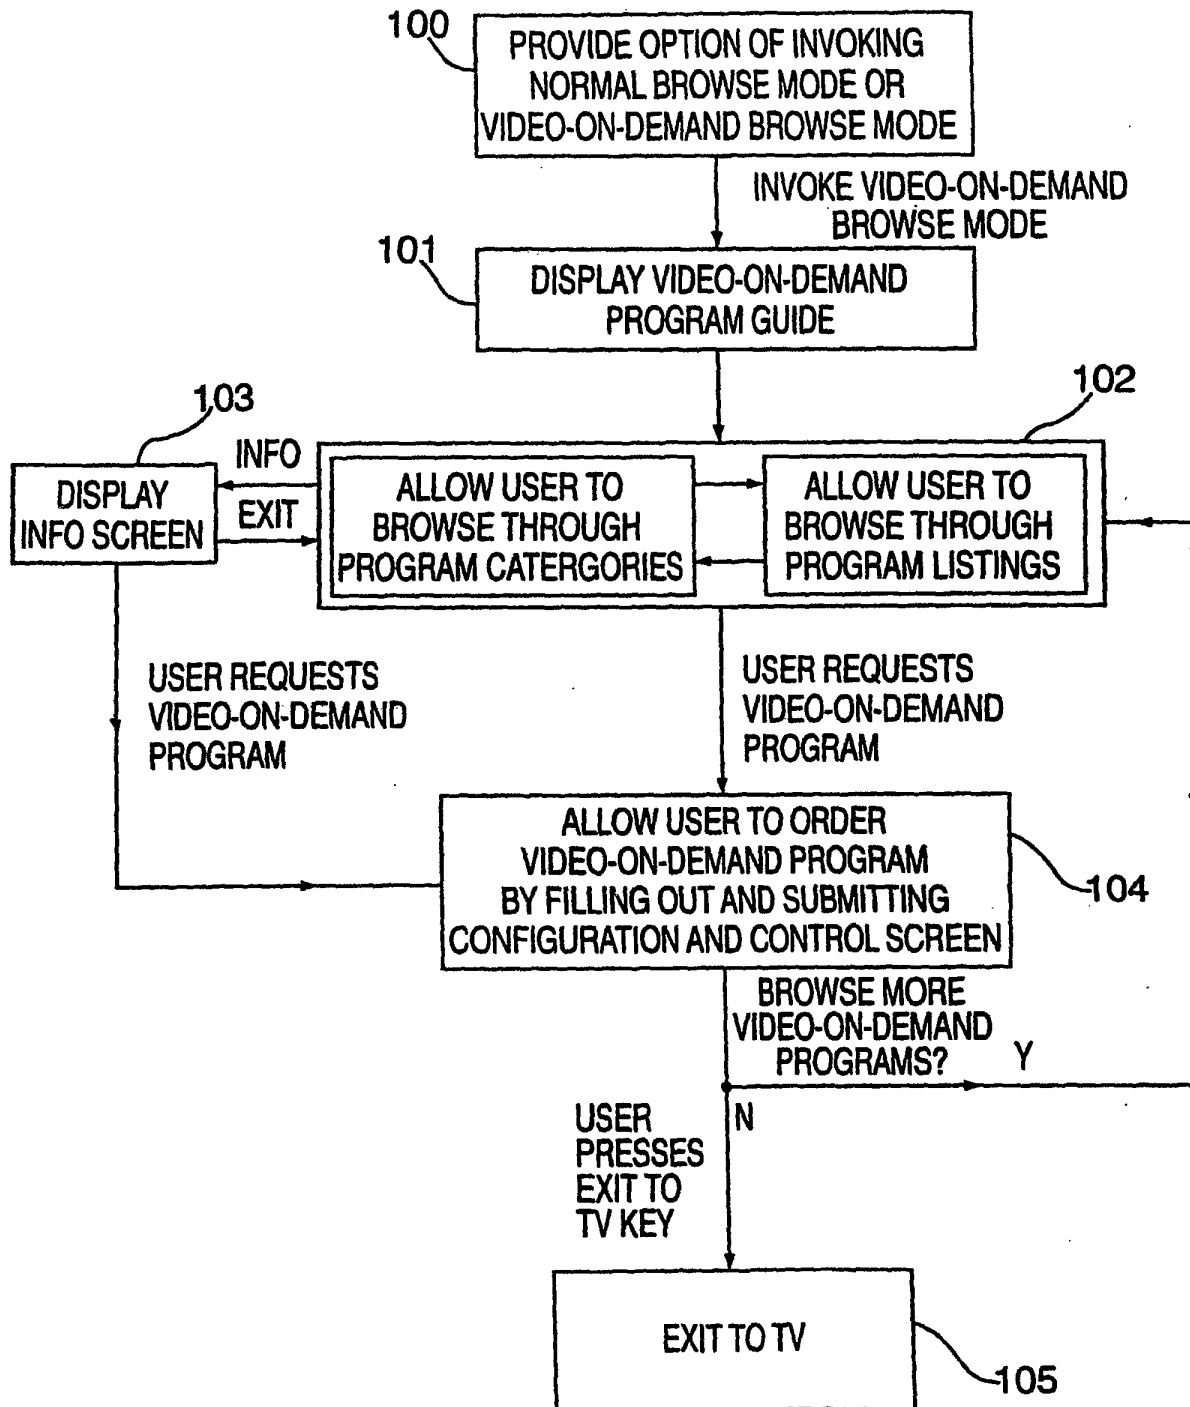 100
PROVIDE OPTION OF INVOKING
NORMAL BROWSE MODE OR
VIDEO-ON-DEMAND BROWSE MODE
INVOKE VIDEO-ON-DEMAND
BROWSE MODE
101
DISPLAY VIDEO-ON-DEMAND
PROGRAM GUIDE
102
103
INFO
EXIT
DISPLAY
INFO SCREEN
ALLOW USER TO
BROWSE THROUGH
PROGRAM CATERGORIES
ALLOW USER TO
BROWSE THROUGH
PROGRAM LISTINGS
USER REQUESTS
VIDEO-ON-DEMAND
PROGRAM
USER REQUESTS
VIDEO-ON-DEMAND
PROGRAM
ALLOW USER TO ORDER
VIDEO-ON-DEMAND PROGRAM
BY FILLING OUT AND SUBMITTING
CONFIGURATION AND CONTROL SCREEN
104
BROWSE MORE
VIDEO-ON-DEMAND
PROGRAMS?
Y
N
USER
PRESSES
EXIT TO
TV KEY
EXIT TO TV
105